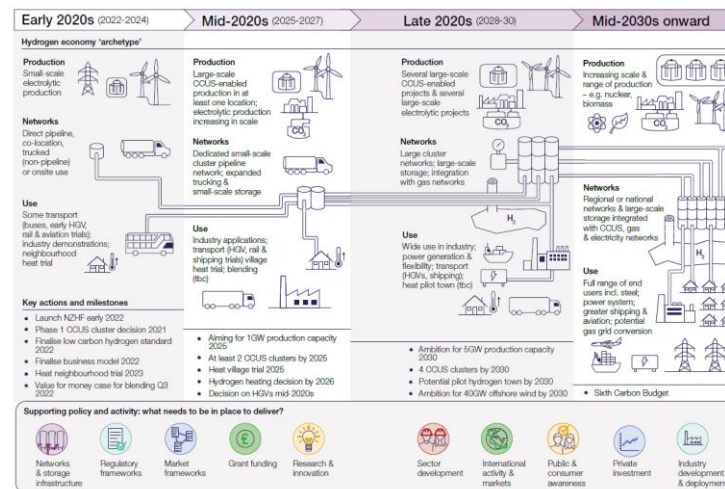 Early 2020s (2022-2024)
Mid-2020s (2025-2027)
Late 2020s (2028-30)
Mid-2030s onward
Hydrogen economy 'archetype'
Production
Small-scale
electrolytic
production
Networks
Direct pipeline,
co-location,
trucked
(non-pipeline)
or onsite use
Use
Some transport
(buses, early HGV,
rail & aviation trials);
industry demonstrations;
neighbourhood
heat trial
Key actions and milestones
• Launch NZHF early 2022
• Phase 1 CCUS cluster decision 2021
• Finalise low carbon hydrogen standard
2022
• Finalise business model 2022
• Heat neighbourhood trial 2023
• Value for money case for blending Q3
2022
Production
Large-scale
CCUS-enabled
production in at
least one location;
electrolytic production
increasing in scale
CO₂
Networks
Dedicated small-scale
cluster pipeline
network; expanded
trucking &
small-scale storage
Use
Industry applications;
transport (HGV, rail &
shipping trials) village
heat trial; blending
(tbc)
• Aiming for 1GW production capacity
2025
• At least 2 CCUS clusters by 2025
• Heat village trial 2025
• Hydrogen heating decision by 2026
• Decision on HGVs mid-2020s
Production
Several large-scale
CCUS-enabled
projects & several
large-scale
electrolytic projects
CO₂
Networks
Large cluster
networks; large-scale
storage; integration
with gas networks
H₂
Use
Wide use in industry;
power generation &
flexibility; transport
(HGVs, shipping);
heat pilot town (tbc)
• Ambition for 5GW production capacity
2030
• 4 CCUS clusters by 2030
• Potential pilot hydrogen town by 2030
• Ambition for 40GW offshore wind by 2030
Production
Increasing scale &
range of production
– e.g. nuclear,
biomass
CO₂
Networks
Regional or national
networks & large-scale
storage integrated
with CCUS, gas
& electricity networks
H₂
Use
Full range of end
users incl. steel;
power system;
greater shipping &
aviation; potential
gas grid conversion
• Sixth Carbon Budget
Supporting policy and activity: what needs to be in place to deliver?
£
Networks
& storage
infrastructure
Regulatory
frameworks
Market
frameworks
Grant funding
Research &
innovation
Sector
development
International
activity &
markets
Public &
consumer
awareness
Private
investment
Industry
development
& deployment